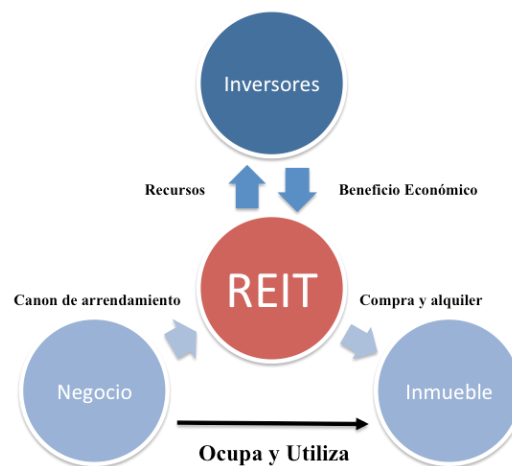 Inversores
Recursos
Beneficio Económico
REIT
Canon de arrendamiento
Compra y alquiler
Negocio
Inmueble
Ocupa y Utiliza